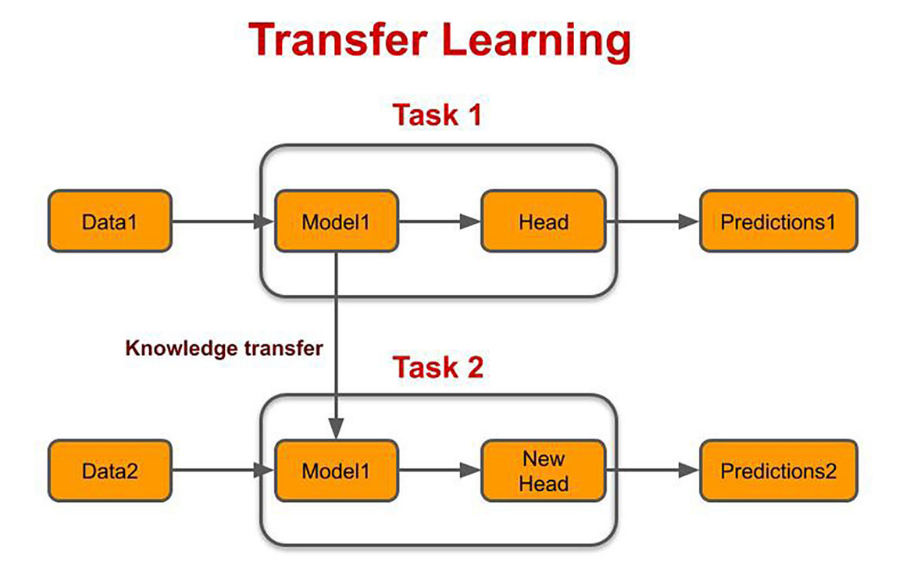 Transfer Learning
Task 1
Data1
Model1
Head
Predictions1
Knowledge transfer
Task 2
Data2
Model1
New
Head
Predictions2